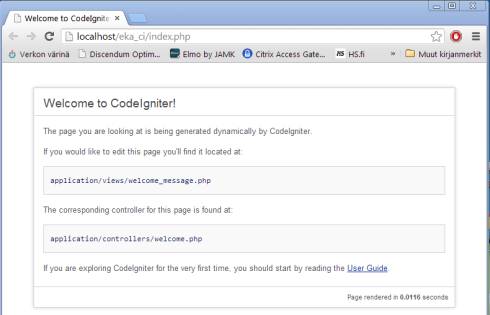 Welcome to CodeIgniter
localhost/eka_ci/index.php
Verkon värinä Discendum Optim... Elmo by JAMK Citrix Access Gate... HS HS.fi » Muut kirjanmerkit
Welcome to CodeIgniter!
The page you are looking at is being generated dynamically by CodeIgniter.
If you would like to edit this page you'll find it located at:
application/views/welcome_message.php
The corresponding controller for this page is found at:
application/controllers/welcome.php
If you are exploring CodeIgniter for the very first time, you should start by reading the User Guide.
Page rendered in 0.0116 seconds